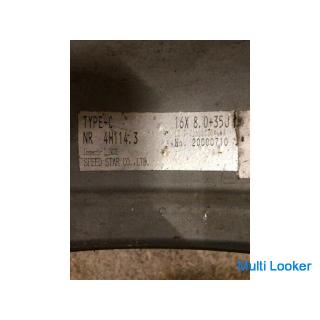 TYPE-C 16X 8.0+35J
NR 4H114.3
No. 20000710
SPEED STAR CO.,LTD.
Multi Looker